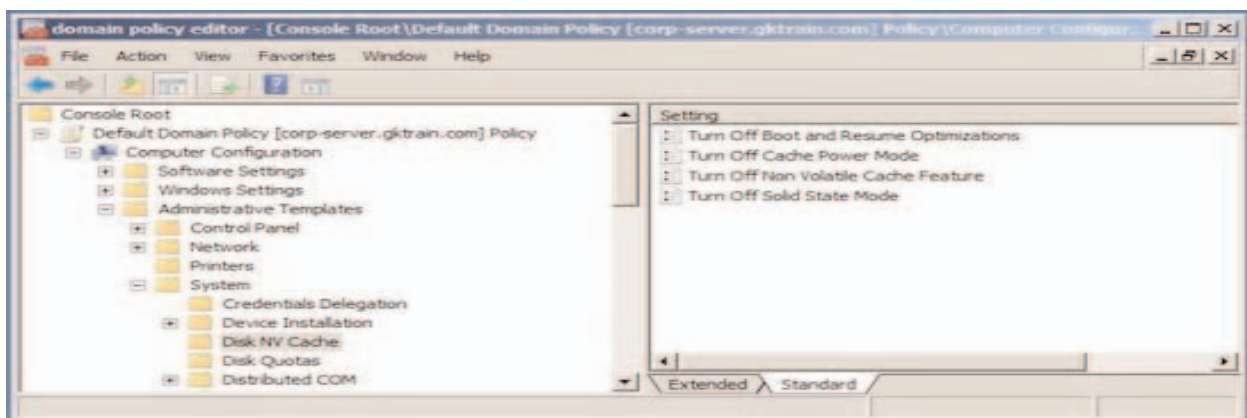 domain policy editor - [Console Root\Default Domain Policy [corp-server.gktrain.com] Policy\Computer Configur...
File Action View Favorites Window Help
Console Root
Default Domain Policy [corp-server.gktrain.com] Policy
Computer Configuration
Software Settings
Windows Settings
Administrative Templates
Control Panel
Network
Printers
System
Credentials Delegation
Device Installation
Disk NV Cache
Disk Quotas
Distributed COM
Setting
Turn Off Boot and Resume Optimizations
Turn Off Cache Power Mode
Turn Off Non Volatile Cache Feature
Turn Off Solid State Mode
Extended Standard